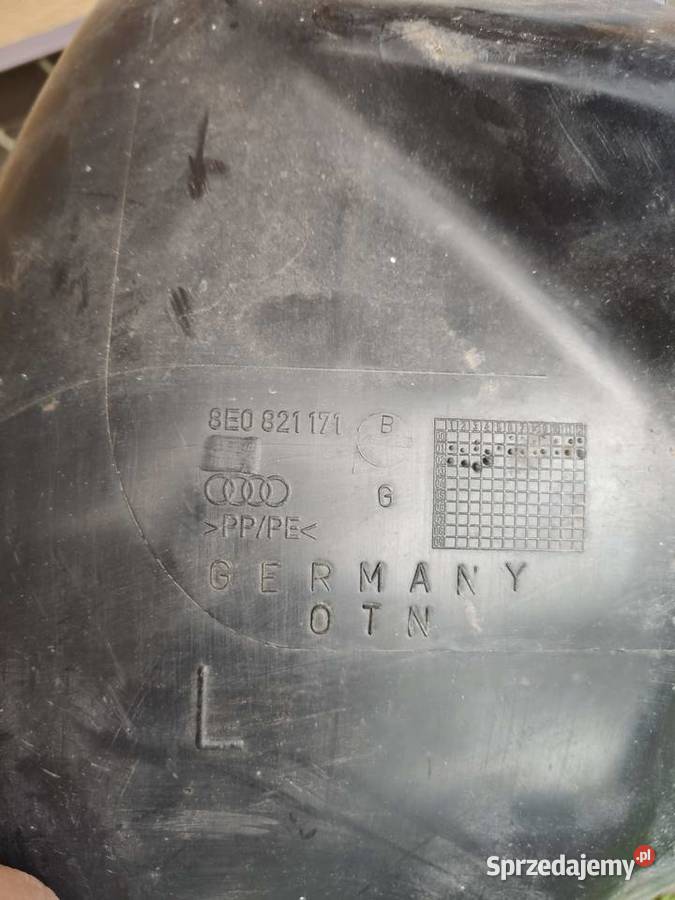 8E0 821 171 B
G
>PP/PE<
GERMANY
OTN
L
Sprzedajemy.pl